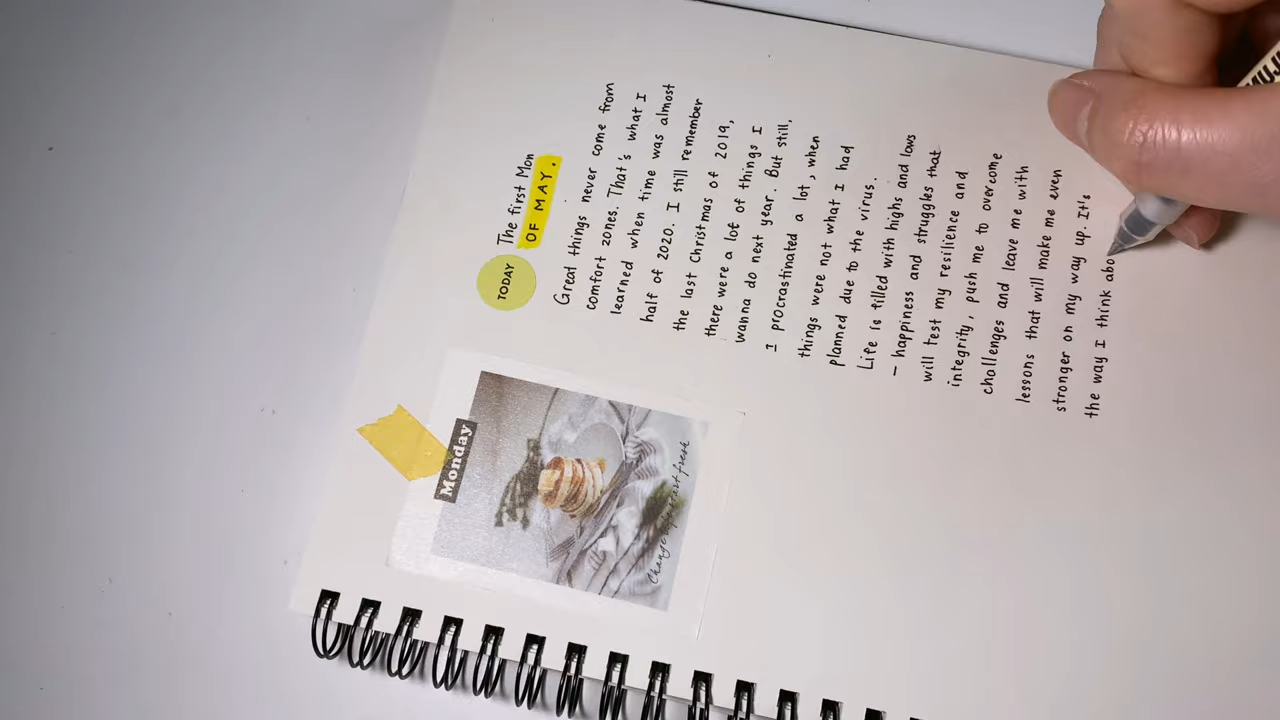 TODAY
The first Mon
OF MAY.
Great things never come from
comfort zones. That's what I
learned when time was almost
half of 2020. I still remember
the last Christmas of 2019,
there were a lot of things I
wanna do next year. But still,
I procrastinated a lot, when
things were not what I had
planned due to the virus.
Life is filled with highs and lows
- happiness and struggles that
will test my resilience and
integrity, push me to overcome
challenges and leave me with
lessons that will make me even
stronger on my way up. It's
the way I think abo
Monday
Change
fresh
MUJI